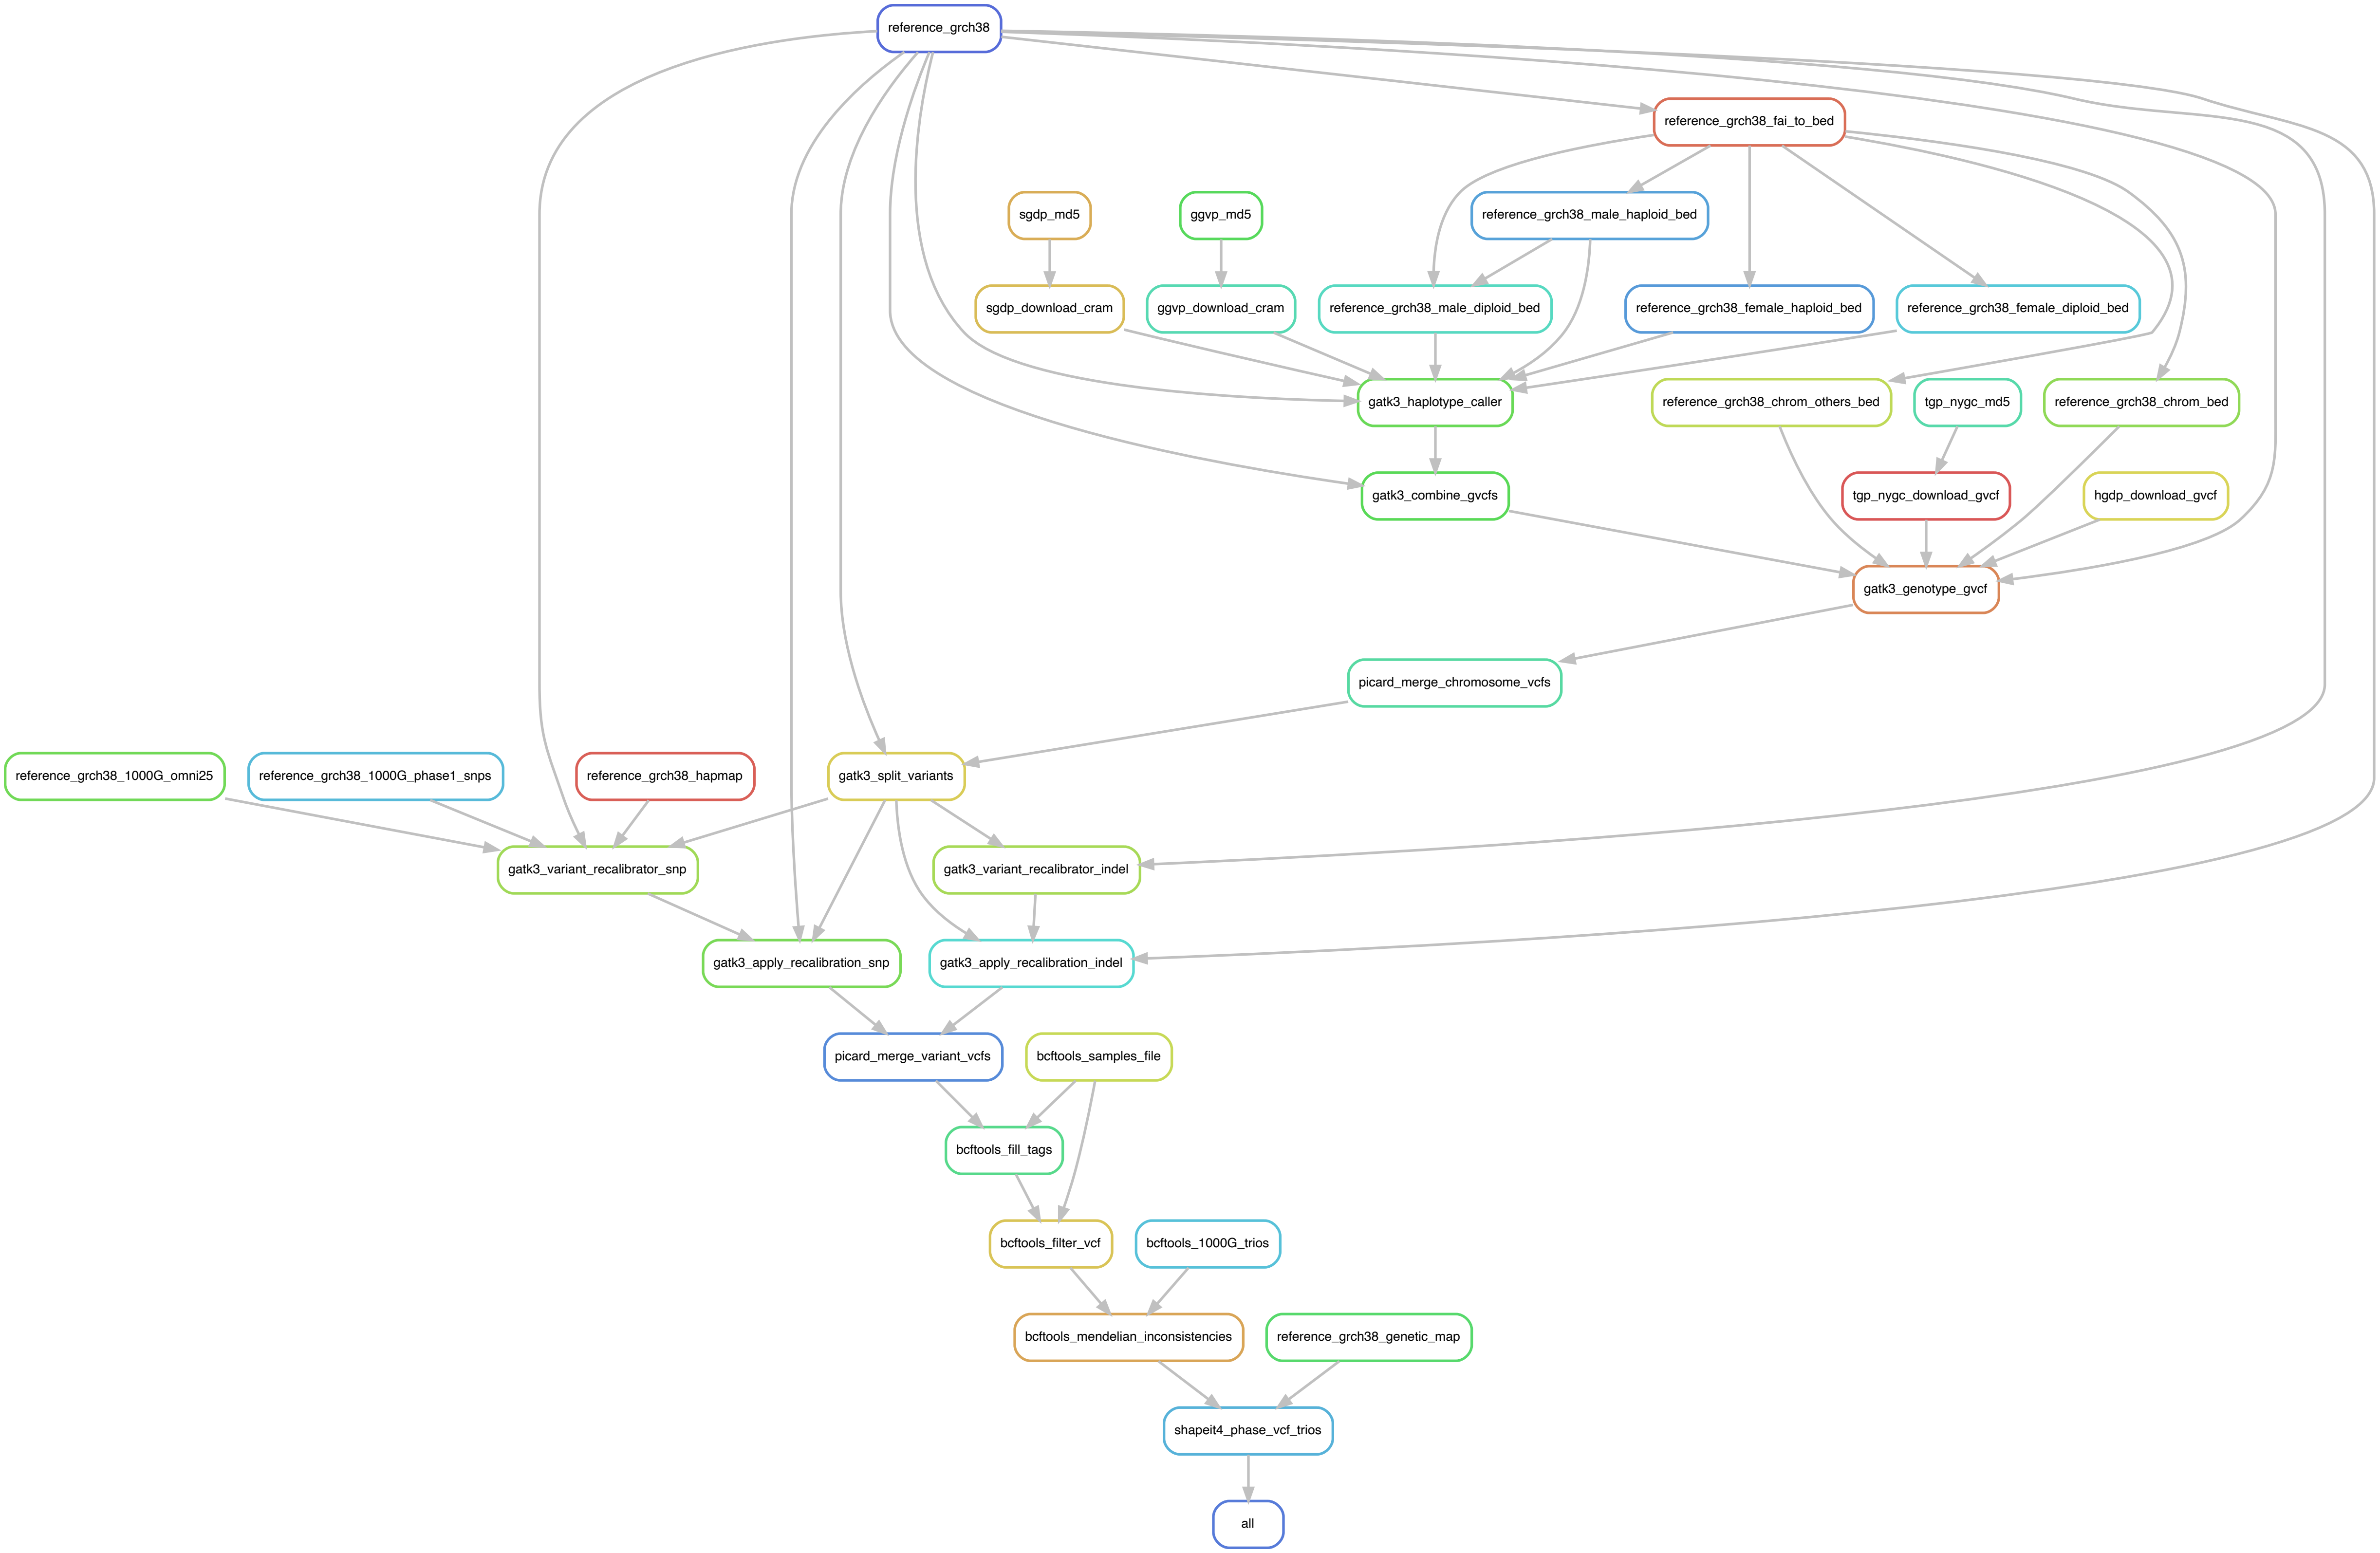 reference_grch38
reference_grch38_fai_to_bed
sgdp_md5
ggvp_md5
reference_grch38_male_haploid_bed
sgdp_download_cram
ggvp_download_cram
reference_grch38_male_diploid_bed
reference_grch38_female_haploid_bed
reference_grch38_female_diploid_bed
gatk3_haplotype_caller
reference_grch38_chrom_others_bed
tgp_nygc_md5
reference_grch38_chrom_bed
gatk3_combine_gvcfs
tgp_nygc_download_gvcf
hgdp_download_gvcf
gatk3_genotype_gvcf
picard_merge_chromosome_vcfs
reference_grch38_1000G_omni25
reference_grch38_1000G_phase1_snps
reference_grch38_hapmap
gatk3_split_variants
gatk3_variant_recalibrator_snp
gatk3_variant_recalibrator_indel
gatk3_apply_recalibration_snp
gatk3_apply_recalibration_indel
picard_merge_variant_vcfs
bcftools_samples_file
bcftools_fill_tags
bcftools_filter_vcf
bcftools_1000G_trios
bcftools_mendelian_inconsistencies
reference_grch38_genetic_map
shapeit4_phase_vcf_trios
all